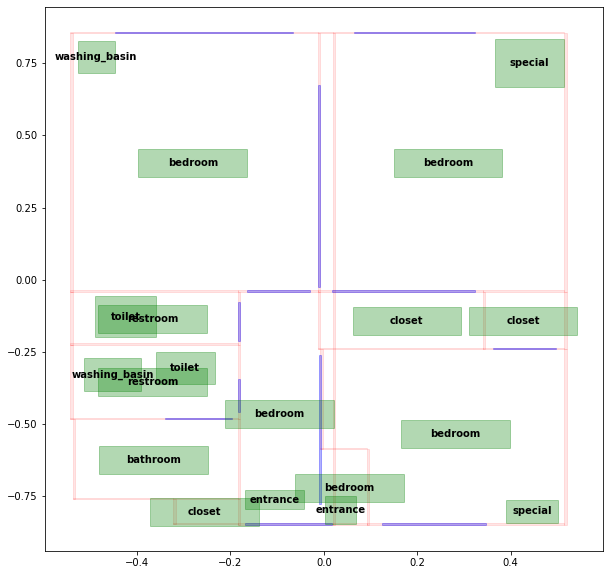 washing_basin
special
bedroom
bedroom
toilet
restroom
closet
closet
toilet
washing_basin
restroom
bedroom
bedroom
bathroom
bedroom
entrance
closet
entrance
special
0.75
0.50
0.25
0.00
−0.25
−0.50
−0.75
−0.4
−0.2
0.0
0.2
0.4